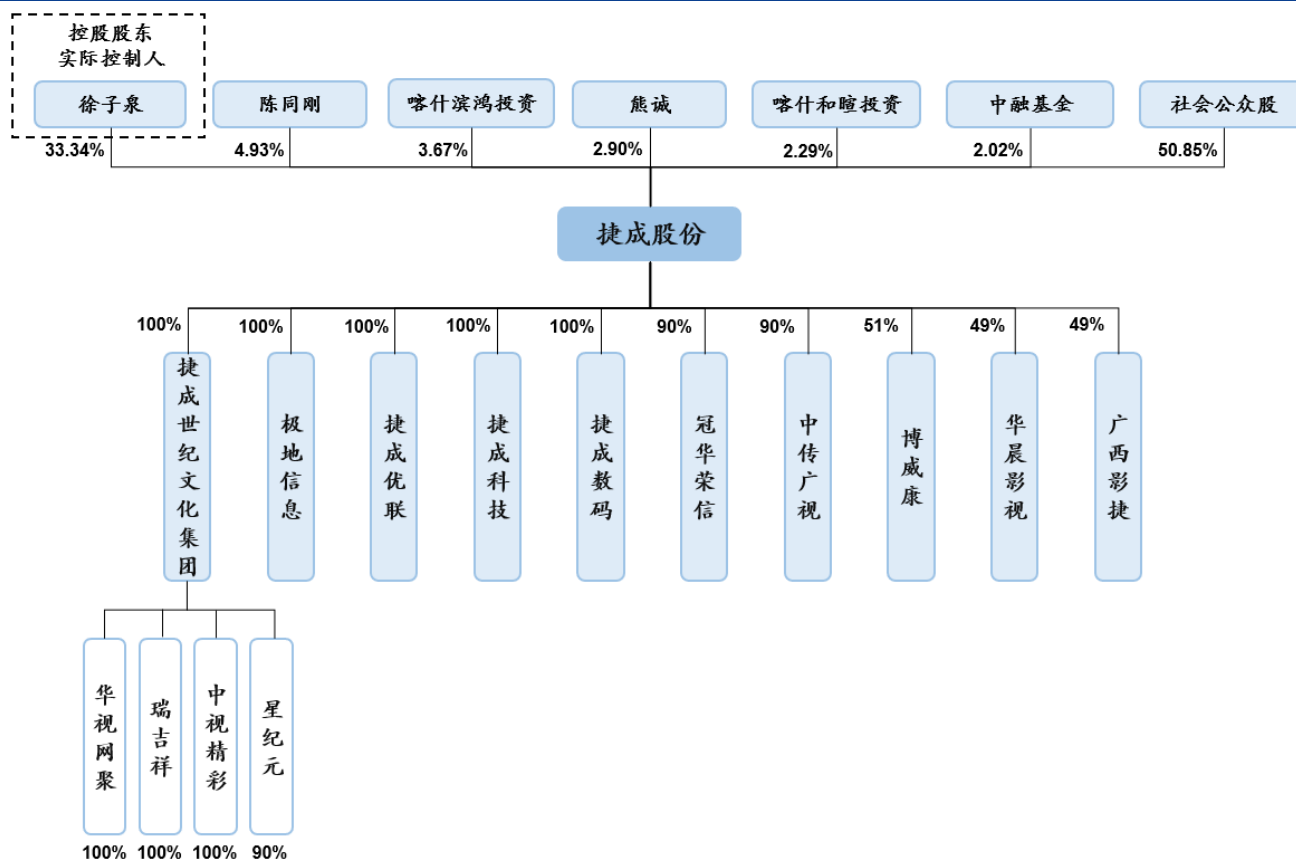 控股股东
实际控制人
徐子泉
陈同刚
喀什滨鸿投资
熊诚
喀什和暄投资
中融基金
社会公众股
33.34%
4.93%
3.67%
2.90%
2.29%
2.02%
50.85%
捷成股份
100%
100%
100%
100%
100%
90%
90%
51%
49%
49%
捷成世纪文化集团
极地信息
捷成优联
捷成科技
捷成数码
冠华荣信
中传广视
博威康
华晨影视
广西影捷
华视网聚
瑞吉祥
中视精彩
星纪元
100%
100%
100%
90%